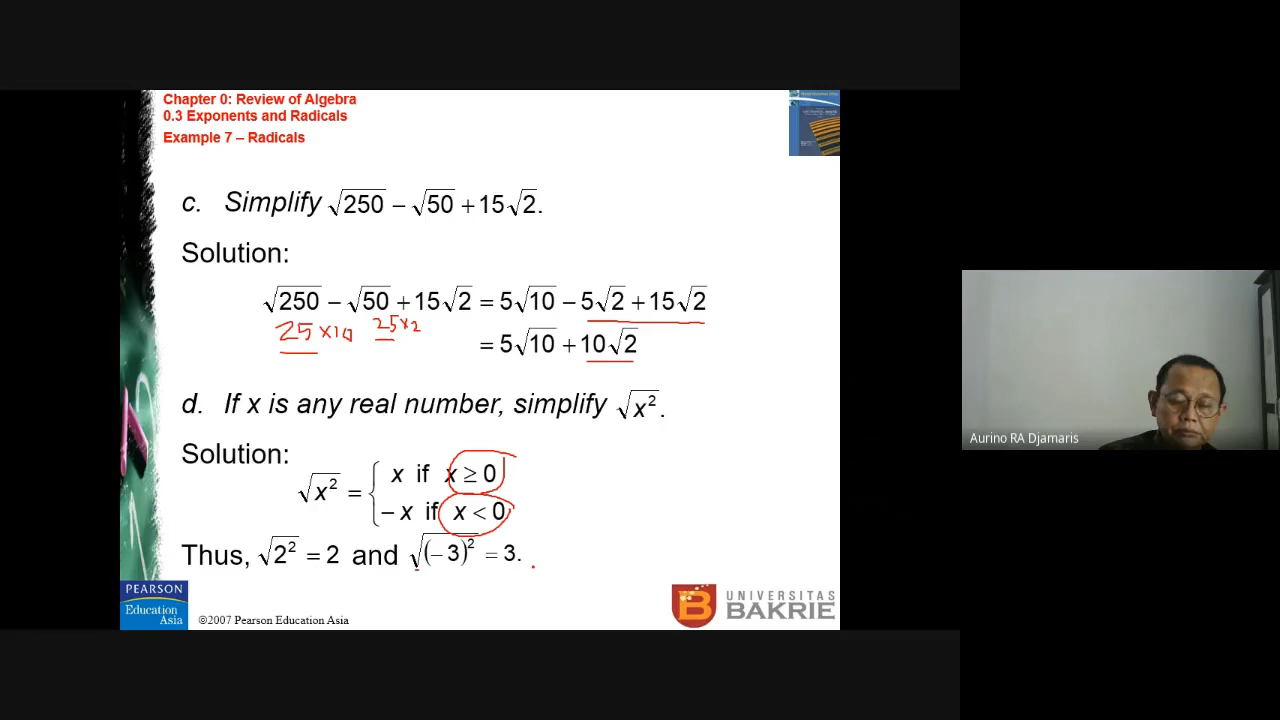 Chapter 0: Review of Algebra
0.3 Exponents and Radicals
Example 7 – Radicals
c. Simplify √250 − √50 + 15√2.
Solution:
√250 − √50 + 15√2 = 5√10 − 5√2 + 15√2
25 × 10 25 × 2
= 5√10 + 10√2
d. If x is any real number, simplify √x².
Solution:
√x² = { x if x ≥ 0
− x if x < 0
Thus, √2² = 2 and √(− 3)² = 3.
PEARSON
Education
Asia
©2007 Pearson Education Asia
UNIVERSITAS
BAKRIE
Aurino RA Djamaris